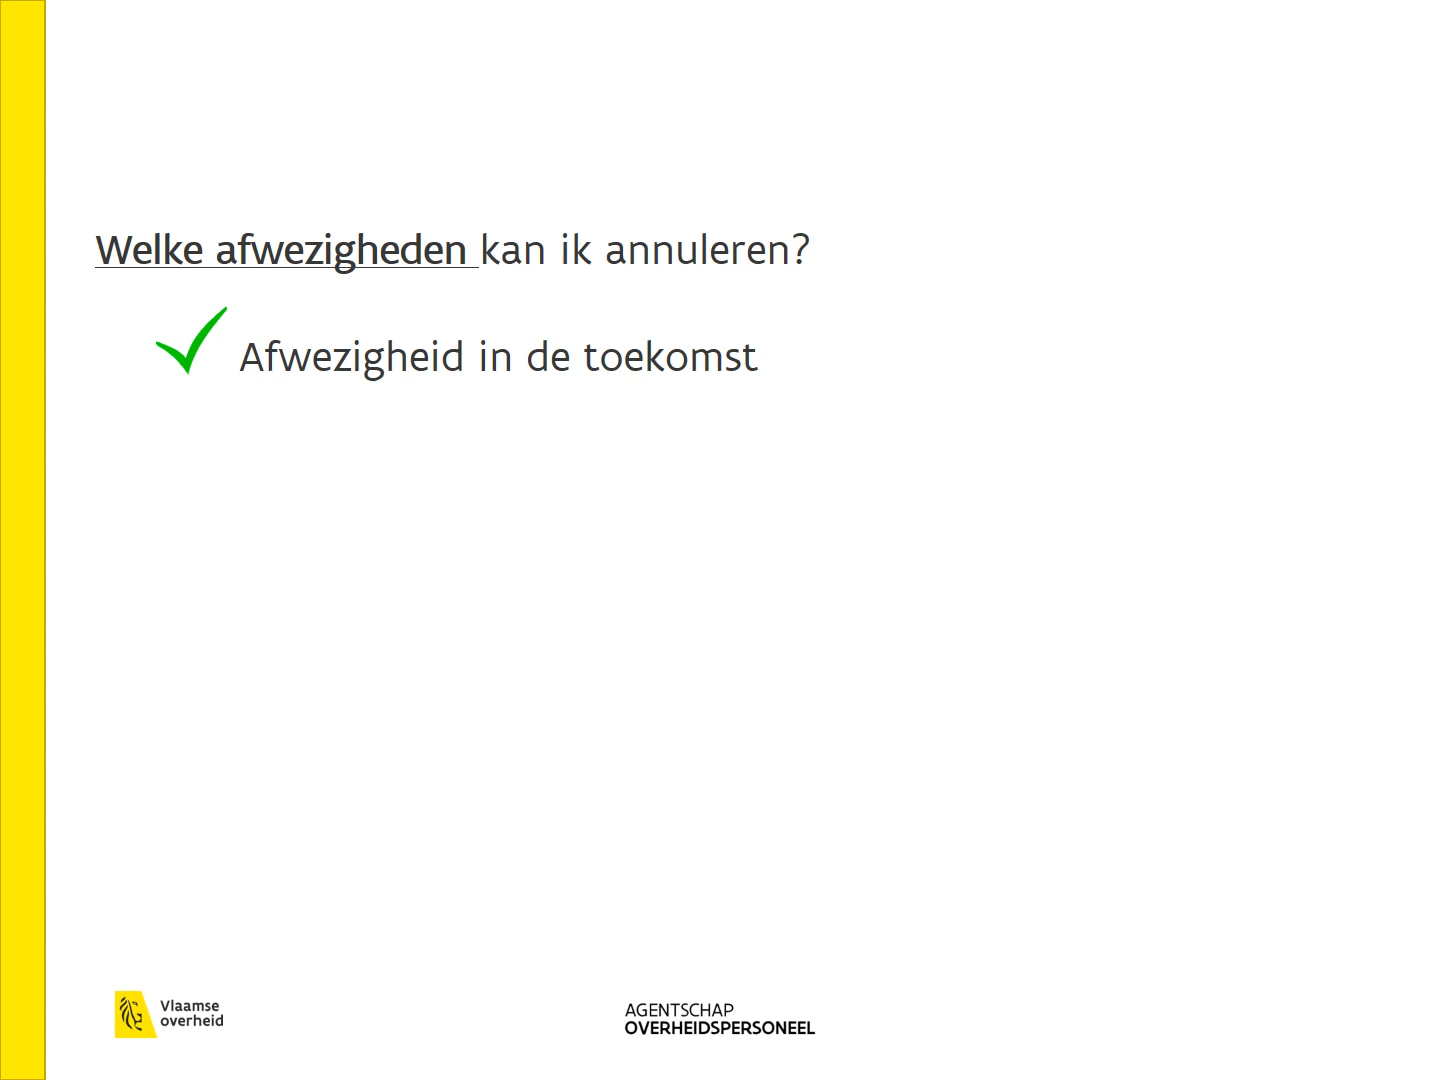 Welke afwezigheden kan ik annuleren?
Afwezigheid in de toekomst
Vlaamse
overheid
AGENTSCHAP
OVERHEIDSPERSONEEL